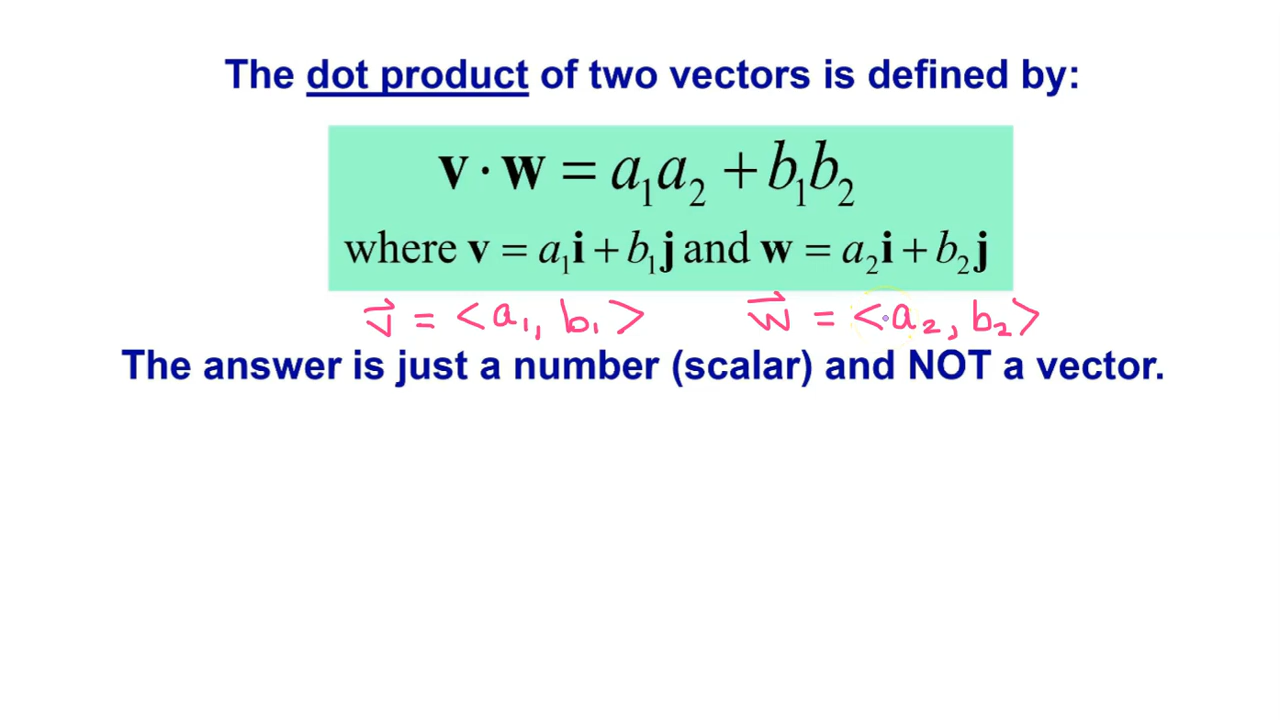 The dot product of two vectors is defined by:
v · w = a₁a₂ + b₁b₂
where v = a₁i + b₁j and w = a₂i + b₂j
v⃗ = <a₁, b₁> w⃗ = <a₂, b₂>
The answer is just a number (scalar) and NOT a vector.